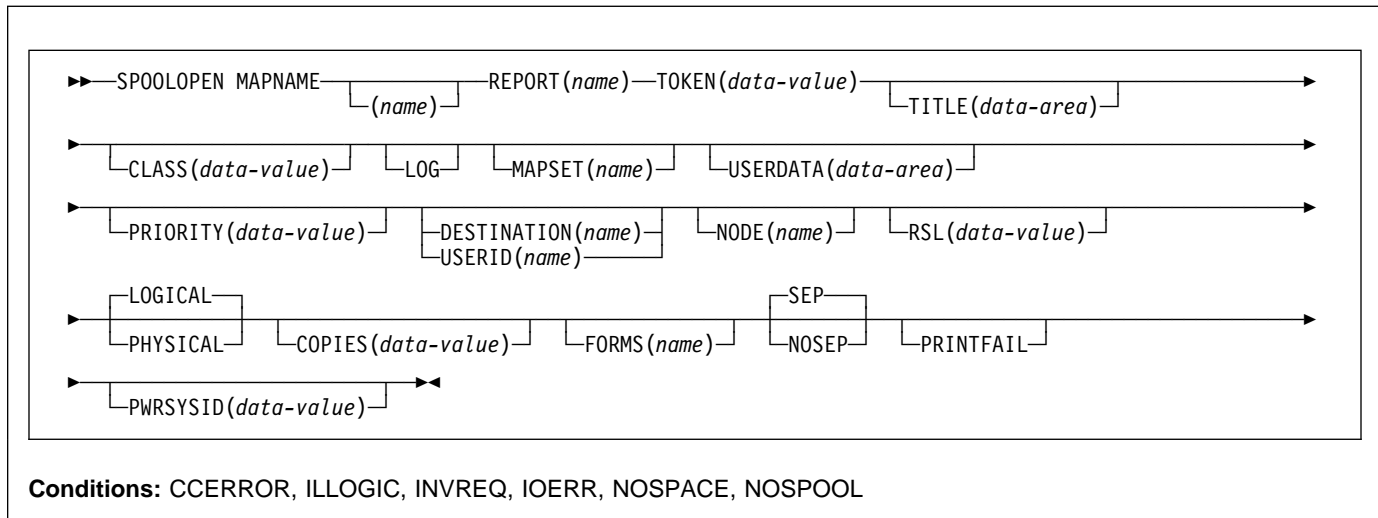 SPOOLOPEN MAPNAME (name) REPORT(name) TOKEN(data-value) TITLE(data-area)
CLASS(data-value) LOG MAPSET(name) USERDATA(data-area)
PRIORITY(data-value) DESTINATION(name) NODE(name) RSL(data-value)
USERID(name)
LOGICAL SEP
PHYSICAL COPIES(data-value) FORMS(name) NOSEP PRINTFAIL
PWRSYSID(data-value)
Conditions: CCERROR, ILLOGIC, INVREQ, IOERR, NOSPACE, NOSPOOL